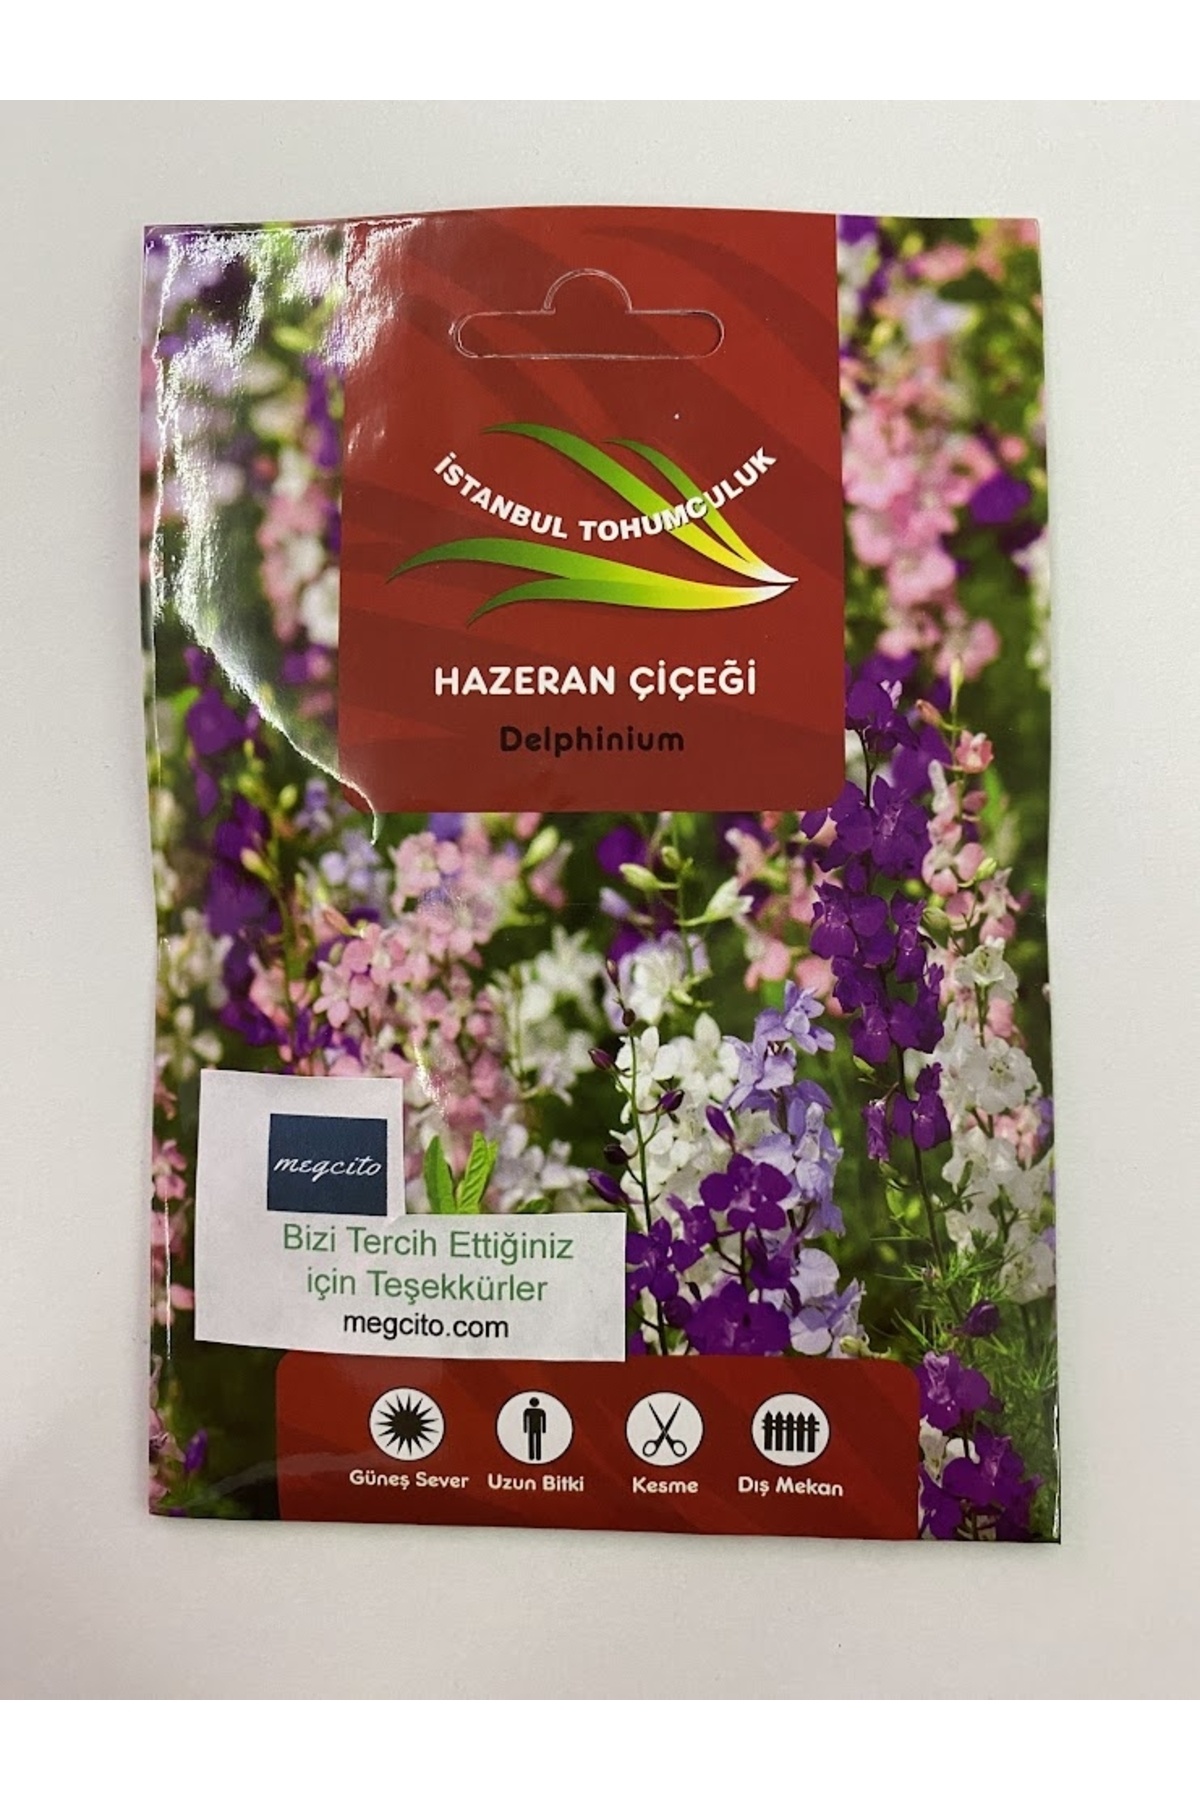 İSTANBUL TOHUMCULUK
HAZERAN ÇİÇEĞİ
Delphinium
megcito
Bizi Tercih Ettiğiniz
için Teşekkürler
megcito.com
Güneş Sever Uzun Bitki Kesme Dış Mekan